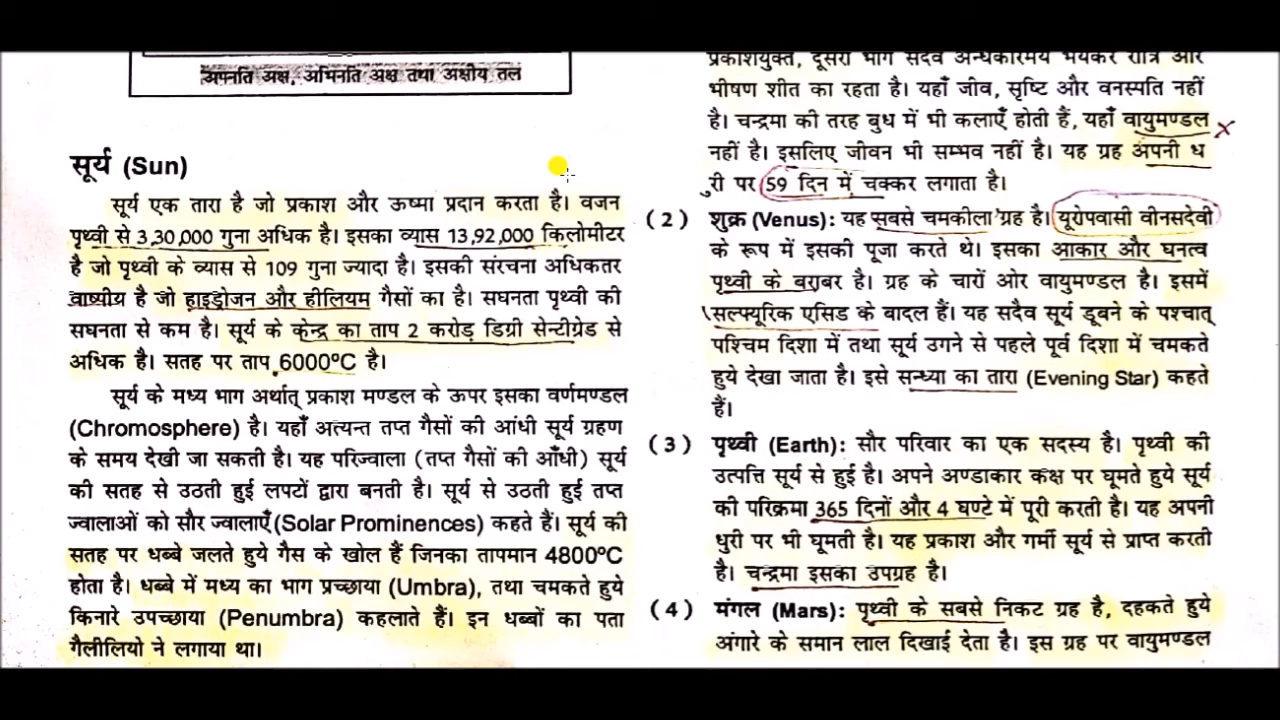 अपनति अक्ष, अभिनति अक्ष तथा अक्षीय तल
सूर्य (Sun)
सूर्य एक तारा है जो प्रकाश और ऊष्मा प्रदान करता है। वजन
पृथ्वी से 3,30,000 गुना अधिक है। इसका व्यास 13,92,000 किलोमीटर
है जो पृथ्वी के व्यास से 109 गुना ज्यादा है। इसकी संरचना अधिकतर
वाष्पीय है जो हाइड्रोजन और हीलियम गैसों का है। सघनता पृथ्वी की
सघनता से कम है। सूर्य के केन्द्र का ताप 2 करोड़ डिग्री सेन्टीग्रेड से
अधिक है। सतह पर ताप 6000°C है।
सूर्य के मध्य भाग अर्थात् प्रकाश मण्डल के ऊपर इसका वर्णमण्डल
(Chromosphere) है। यहाँ अत्यन्त तप्त गैसों की आंधी सूर्य ग्रहण
के समय देखी जा सकती है। यह परिज्वाला (तप्त गैसों की आँधी) सूर्य
की सतह से उठती हुई लपटों द्वारा बनती है। सूर्य से उठती हुई तप्त
ज्वालाओं को सौर ज्वालाएँ (Solar Prominences) कहते हैं। सूर्य की
सतह पर धब्बे जलते हुये गैस के खोल हैं जिनका तापमान 4800°C
होता है। धब्बे में मध्य का भाग प्रच्छाया (Umbra), तथा चमकते हुये
किनारे उपच्छाया (Penumbra) कहलाते हैं। इन धब्बों का पता
गैलीलियो ने लगाया था।
प्रकाशयुक्त, दूसरा भाग सदैव अन्धकारमय भयंकर रात्रि और
भीषण शीत का रहता है। यहाँ जीव, सृष्टि और वनस्पति नहीं
है। चन्द्रमा की तरह बुध में भी कलाएँ होती हैं, यहाँ वायुमण्डल
नहीं है। इसलिए जीवन भी सम्भव नहीं है। यह ग्रह अपनी ध
ुरी पर 59 दिन में चक्कर लगाता है।
(2) शुक्र (Venus): यह सबसे चमकीला ग्रह है। यूरोपवासी वीनसदेवी
के रूप में इसकी पूजा करते थे। इसका आकार और घनत्व
पृथ्वी के बराबर है। ग्रह के चारों ओर वायुमण्डल है। इसमें
सल्फ्यूरिक एसिड के बादल हैं। यह सदैव सूर्य डूबने के पश्चात्
पश्चिम दिशा में तथा सूर्य उगने से पहले पूर्व दिशा में चमकते
हुये देखा जाता है। इसे सन्ध्या का तारा (Evening Star) कहते
हैं।
(3) पृथ्वी (Earth): सौर परिवार का एक सदस्य है। पृथ्वी की
उत्पत्ति सूर्य से हुई है। अपने अण्डाकार कक्ष पर घूमते हुये सूर्य
की परिक्रमा 365 दिनों और 4 घण्टे में पूरी करती है। यह अपनी
धुरी पर भी घूमती है। यह प्रकाश और गर्मी सूर्य से प्राप्त करती
है। चन्द्रमा इसका उपग्रह है।
(4) मंगल (Mars): पृथ्वी के सबसे निकट ग्रह है, दहकते हुये
अंगारे के समान लाल दिखाई देता है। इस ग्रह पर वायुमण्डल